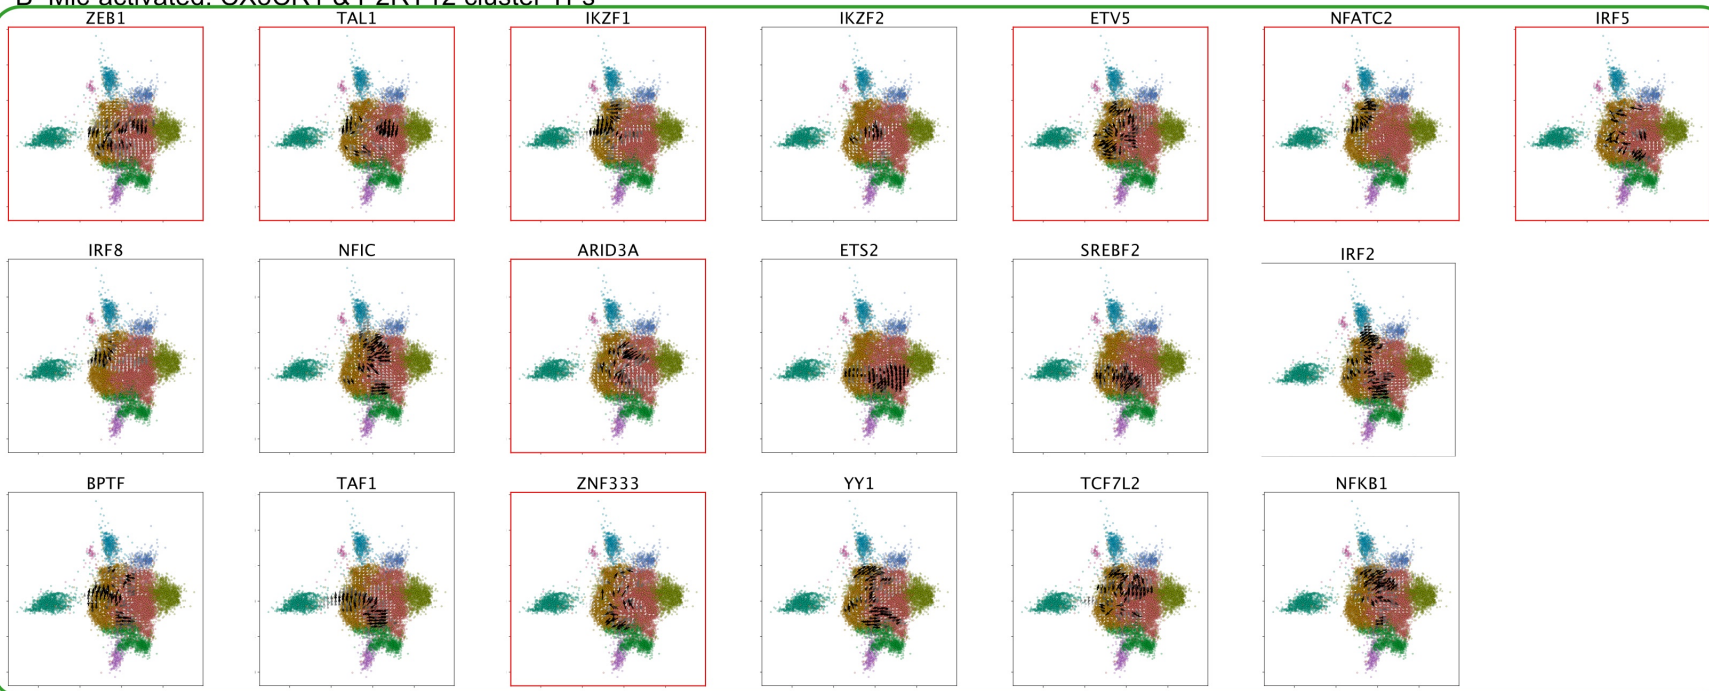 ZEB1 TAL1 IKZF1 IKZF2 ETV5 NFATC2 IRF5
IRF8 NFIC ARID3A ETS2 SREBF2 IRF2
BPTF TAF1 ZNF333 YY1 TCF7L2 NFKB1